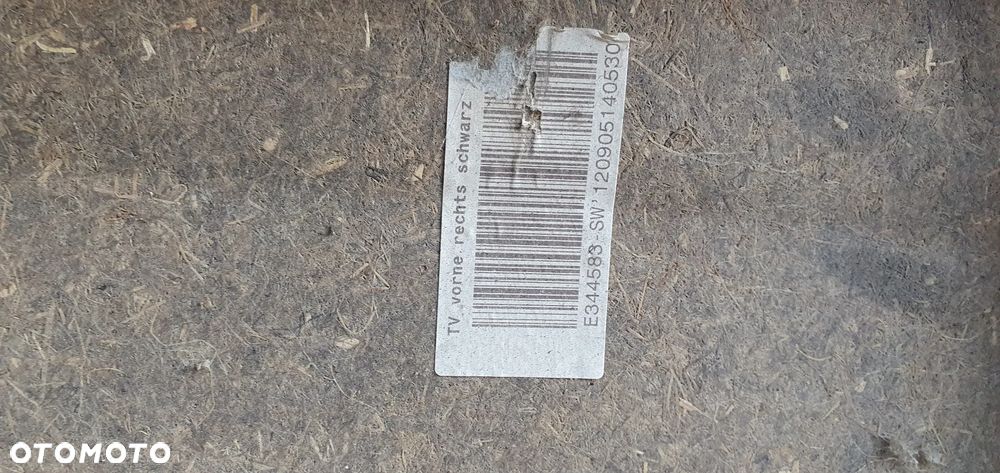 TV vorne rechts schwarz
E344583-SW'120905140530
OTOMOTO